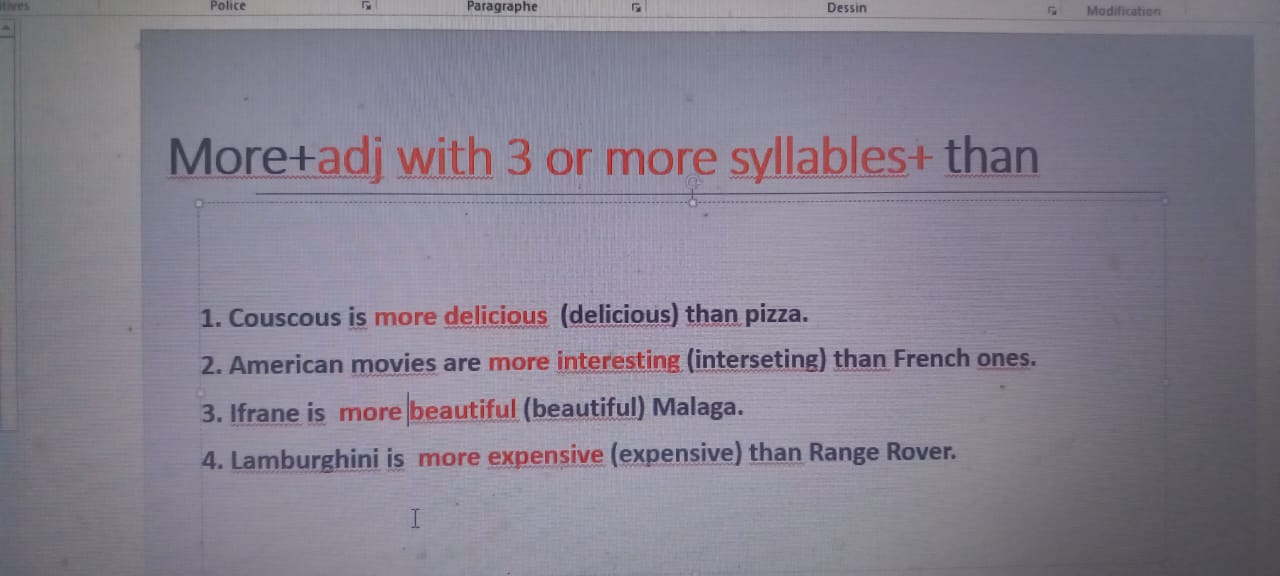 Police Paragraphe Dessin Modification
More+adj with 3 or more syllables+ than
1. Couscous is more delicious (delicious) than pizza.
2. American movies are more interesting (interseting) than French ones.
3. Ifrane is more beautiful (beautiful) Malaga.
4. Lamburghini is more expensive (expensive) than Range Rover.